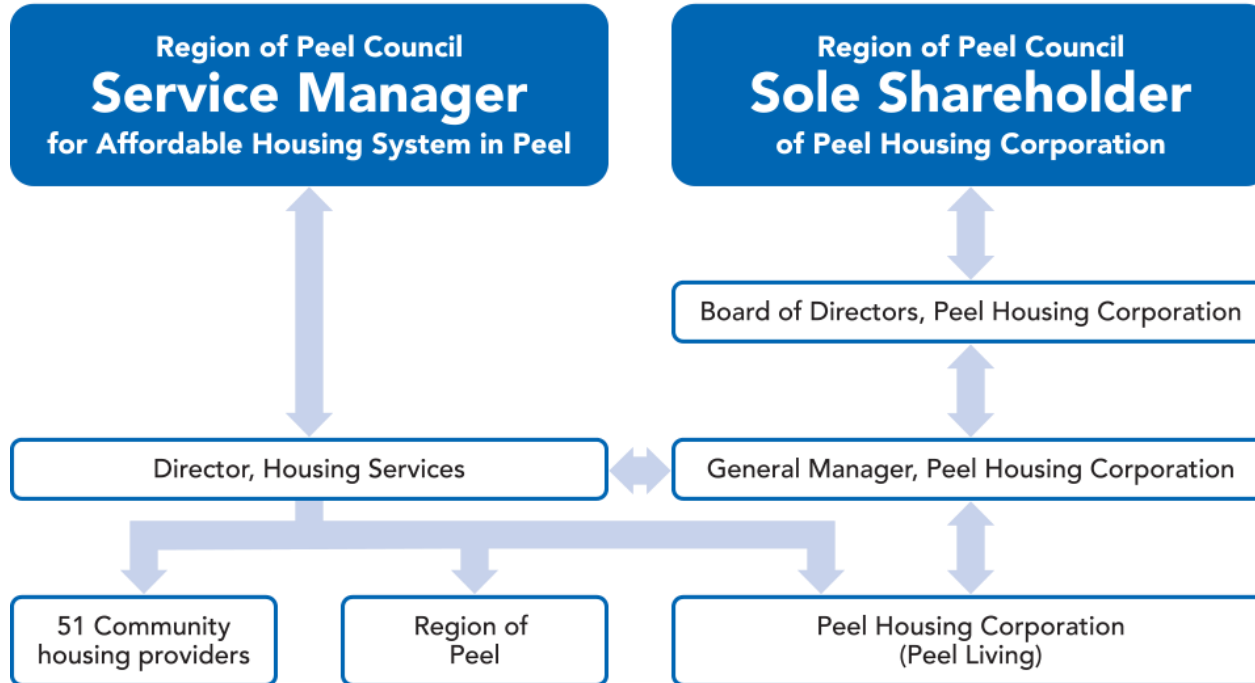 Region of Peel Council
Service Manager
for Affordable Housing System in Peel
Region of Peel Council
Sole Shareholder
of Peel Housing Corporation
Board of Directors, Peel Housing Corporation
Director, Housing Services
General Manager, Peel Housing Corporation
51 Community
housing providers
Region of
Peel
Peel Housing Corporation
(Peel Living)